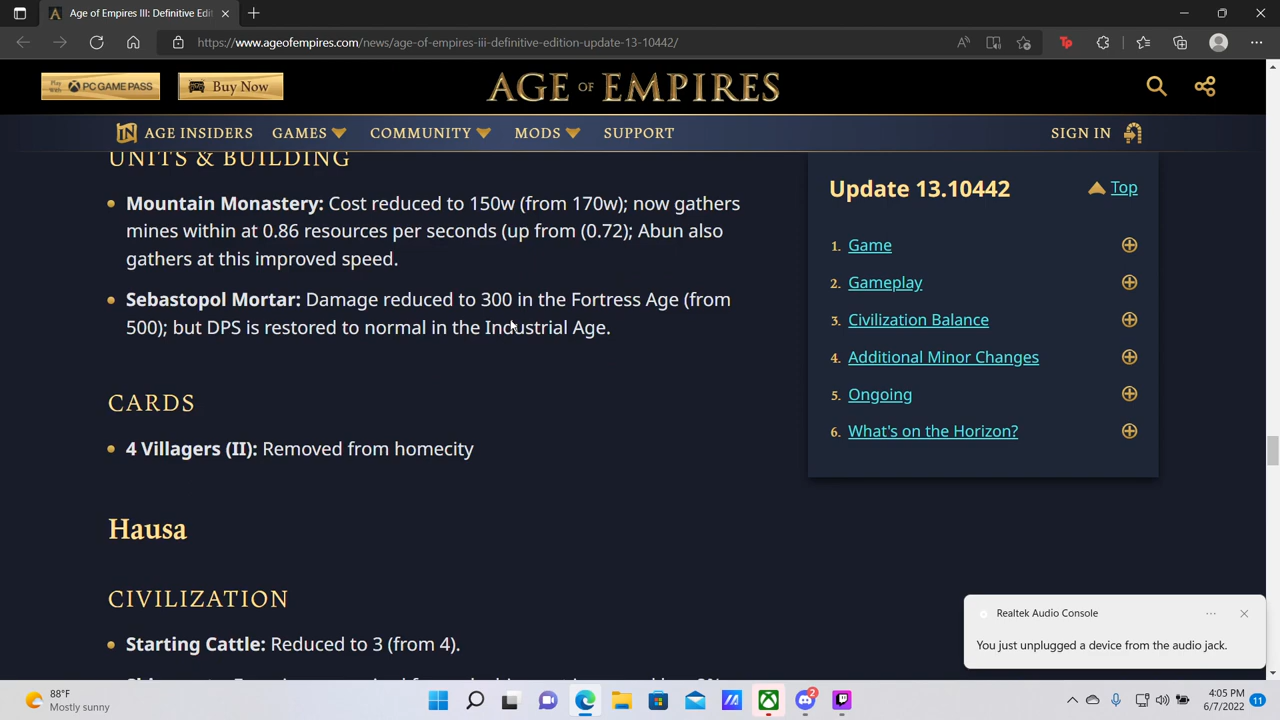 Age of Empires III: Definitive Edit
https://www.ageofempires.com/news/age-of-empires-iii-definitive-edition-update-13-10442/
PC GAME PASS
Buy Now
AGE OF EMPIRES
AGE INSIDERS GAMES COMMUNITY MODS SUPPORT SIGN IN
UNITS & BUILDING
Mountain Monastery: Cost reduced to 150w (from 170w); now gathers
mines within at 0.86 resources per seconds (up from (0.72); Abun also
gathers at this improved speed.
Sebastopol Mortar: Damage reduced to 300 in the Fortress Age (from
500); but DPS is restored to normal in the Industrial Age.
CARDS
4 Villagers (II): Removed from homecity
Hausa
CIVILIZATION
Starting Cattle: Reduced to 3 (from 4).
Update 13.10442
Top
1. Game
2. Gameplay
3. Civilization Balance
4. Additional Minor Changes
5. Ongoing
6. What's on the Horizon?
Realtek Audio Console
You just unplugged a device from the audio jack.
88°F
Mostly sunny
2
4:05 PM
6/7/2022
11